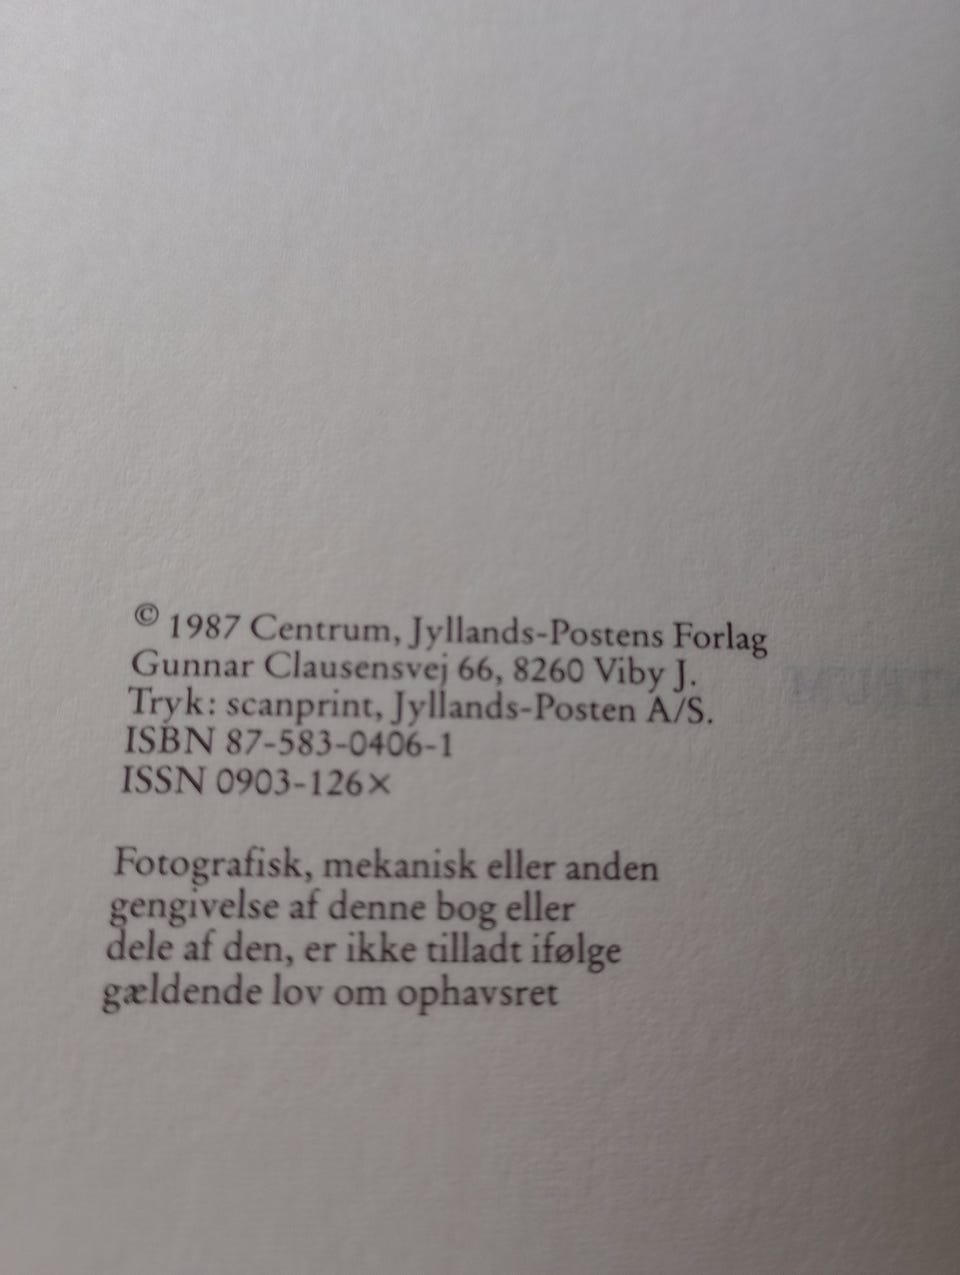 © 1987 Centrum, Jyllands-Postens Forlag
Gunnar Clausensvej 66, 8260 Viby J.
Tryk: scanprint, Jyllands-Posten A/S.
ISBN 87-583-0406-1
ISSN 0903-126×
Fotografisk, mekanisk eller anden
gengivelse af denne bog eller
dele af den, er ikke tilladt ifølge
gældende lov om ophavsret